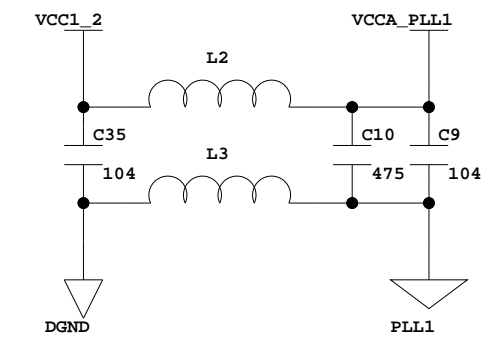 VCC1_2
VCCA_PLL1
L2
C35
C10
C9
L3
104
475
104
DGND
PLL1